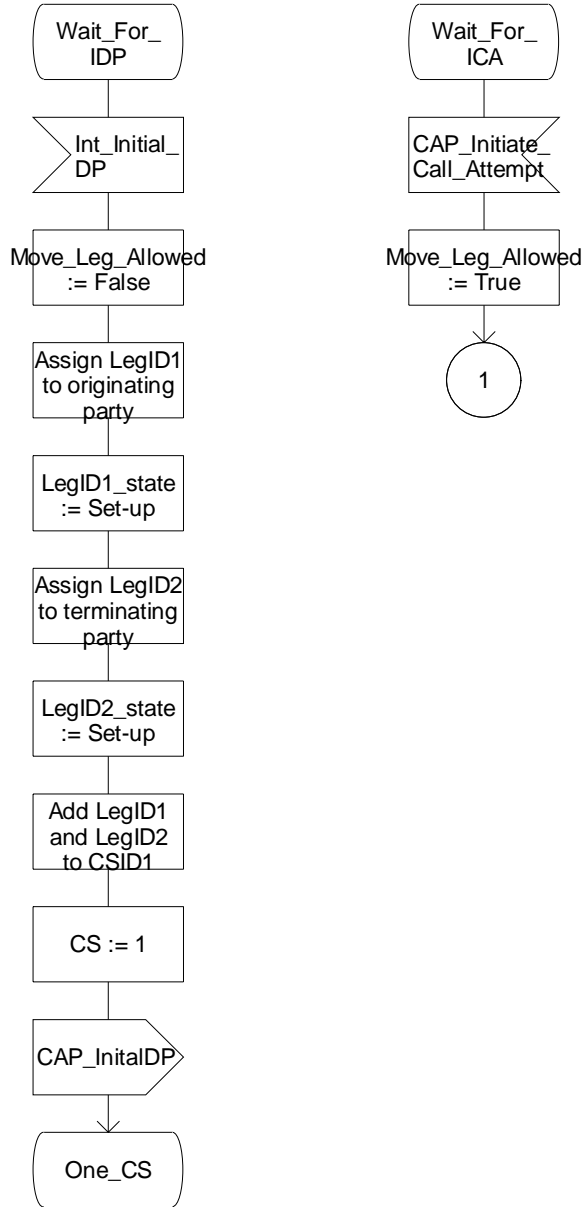 Wait_For_
IDP
Int_Initial_
DP
Move_Leg_Allowed
:= False
Assign LegID1
to originating
party
LegID1_state
:= Set-up
Assign LegID2
to terminating
party
LegID2_state
:= Set-up
Add LegID1
and LegID2
to CSID1
CS := 1
CAP_InitalDP
One_CS
Wait_For_
ICA
CAP_Initiate_
Call_Attempt
Move_Leg_Allowed
:= True
1